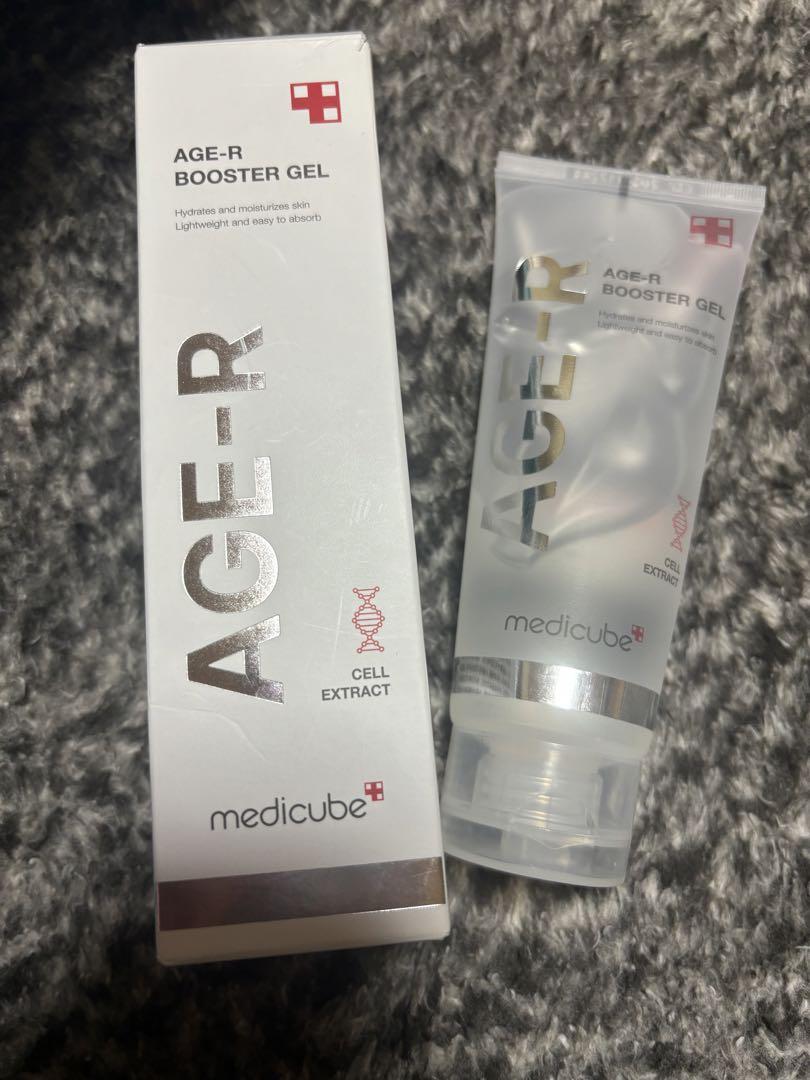 AGE-R
BOOSTER GEL
Hydrates and moisturizes skin
Lightweight and easy to absorb
AGE-R
CELL
EXTRACT
medicube
AGE-R
BOOSTER GEL
Hydrates and moisturizes skin
Lightweight and easy to absorb
AGE-R
CELL
EXTRACT
medicube